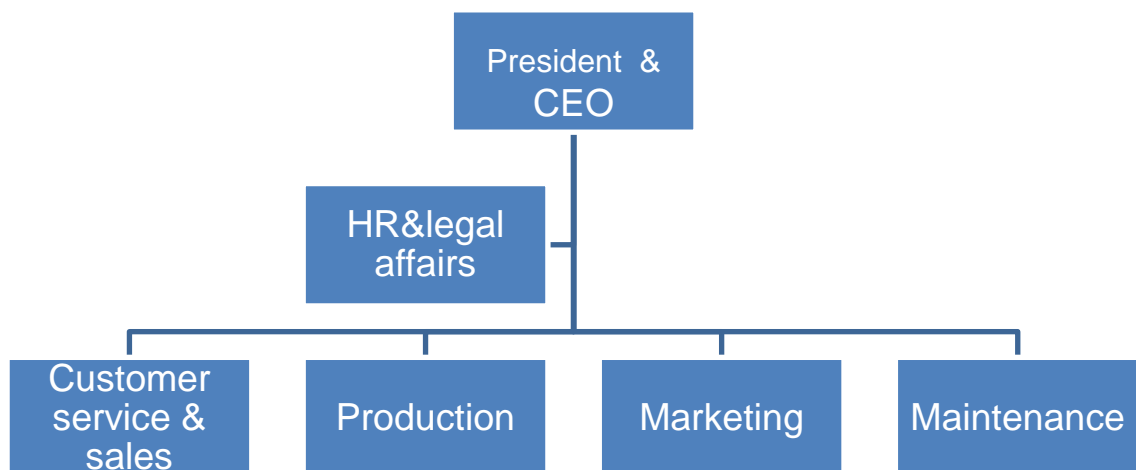 President &
CEO
HR&legal
affairs
Customer
service &
sales
Production
Marketing
Maintenance